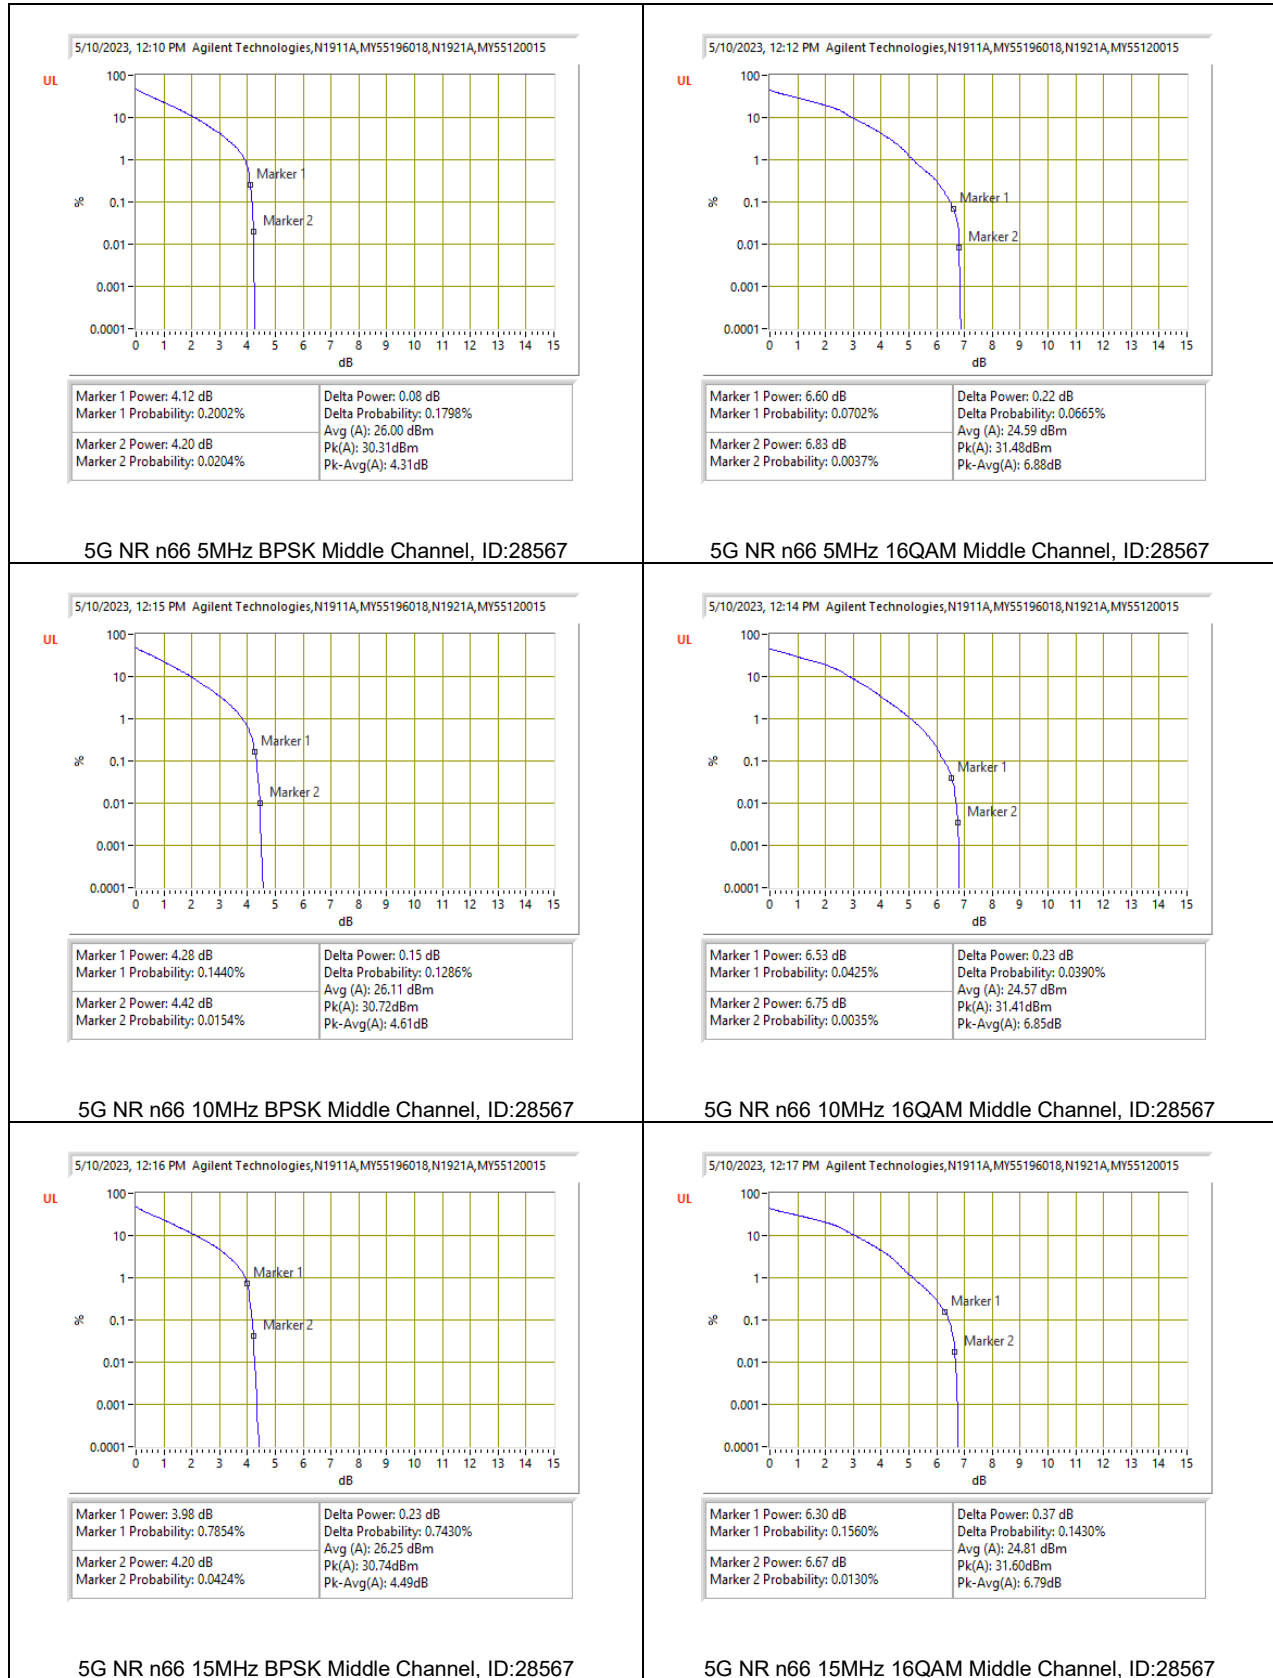 5/10/2023, 12:10 PM Agilent Technologies,N1911A,MY55196018,N1921A,MY55120015
UL
100
10
1
0.1
0.01
0.001
0.0001
%
Marker 1
Marker 2
0 1 2 3 4 5 6 7 8 9 10 11 12 13 14 15
dB
Marker 1 Power: 4.12 dB
Marker 1 Probability: 0.2002%
Marker 2 Power: 4.20 dB
Marker 2 Probability: 0.0204%
Delta Power: 0.08 dB
Delta Probability: 0.1798%
Avg (A): 26.00 dBm
Pk(A): 30.31dBm
Pk-Avg(A): 4.31dB
5G NR n66 5MHz BPSK Middle Channel, ID:28567
5/10/2023, 12:12 PM Agilent Technologies,N1911A,MY55196018,N1921A,MY55120015
UL
100
10
1
0.1
0.01
0.001
0.0001
%
Marker 1
Marker 2
0 1 2 3 4 5 6 7 8 9 10 11 12 13 14 15
dB
Marker 1 Power: 6.60 dB
Marker 1 Probability: 0.0702%
Marker 2 Power: 6.83 dB
Marker 2 Probability: 0.0037%
Delta Power: 0.22 dB
Delta Probability: 0.0665%
Avg (A): 24.59 dBm
Pk(A): 31.48dBm
Pk-Avg(A): 6.88dB
5G NR n66 5MHz 16QAM Middle Channel, ID:28567
5/10/2023, 12:15 PM Agilent Technologies,N1911A,MY55196018,N1921A,MY55120015
UL
100
10
1
0.1
0.01
0.001
0.0001
%
Marker 1
Marker 2
0 1 2 3 4 5 6 7 8 9 10 11 12 13 14 15
dB
Marker 1 Power: 4.28 dB
Marker 1 Probability: 0.1440%
Marker 2 Power: 4.42 dB
Marker 2 Probability: 0.0154%
Delta Power: 0.15 dB
Delta Probability: 0.1286%
Avg (A): 26.11 dBm
Pk(A): 30.72dBm
Pk-Avg(A): 4.61dB
5G NR n66 10MHz BPSK Middle Channel, ID:28567
5/10/2023, 12:14 PM Agilent Technologies,N1911A,MY55196018,N1921A,MY55120015
UL
100
10
1
0.1
0.01
0.001
0.0001
%
Marker 1
Marker 2
0 1 2 3 4 5 6 7 8 9 10 11 12 13 14 15
dB
Marker 1 Power: 6.53 dB
Marker 1 Probability: 0.0425%
Marker 2 Power: 6.75 dB
Marker 2 Probability: 0.0035%
Delta Power: 0.23 dB
Delta Probability: 0.0390%
Avg (A): 24.57 dBm
Pk(A): 31.41dBm
Pk-Avg(A): 6.85dB
5G NR n66 10MHz 16QAM Middle Channel, ID:28567
5/10/2023, 12:16 PM Agilent Technologies,N1911A,MY55196018,N1921A,MY55120015
UL
100
10
1
0.1
0.01
0.001
0.0001
%
Marker 1
Marker 2
0 1 2 3 4 5 6 7 8 9 10 11 12 13 14 15
dB
Marker 1 Power: 3.98 dB
Marker 1 Probability: 0.7854%
Marker 2 Power: 4.20 dB
Marker 2 Probability: 0.0424%
Delta Power: 0.23 dB
Delta Probability: 0.7430%
Avg (A): 26.25 dBm
Pk(A): 30.74dBm
Pk-Avg(A): 4.49dB
5G NR n66 15MHz BPSK Middle Channel, ID:28567
5/10/2023, 12:17 PM Agilent Technologies,N1911A,MY55196018,N1921A,MY55120015
UL
100
10
1
0.1
0.01
0.001
0.0001
%
Marker 1
Marker 2
0 1 2 3 4 5 6 7 8 9 10 11 12 13 14 15
dB
Marker 1 Power: 6.30 dB
Marker 1 Probability: 0.1560%
Marker 2 Power: 6.67 dB
Marker 2 Probability: 0.0130%
Delta Power: 0.37 dB
Delta Probability: 0.1430%
Avg (A): 24.81 dBm
Pk(A): 31.60dBm
Pk-Avg(A): 6.79dB
5G NR n66 15MHz 16QAM Middle Channel, ID:28567